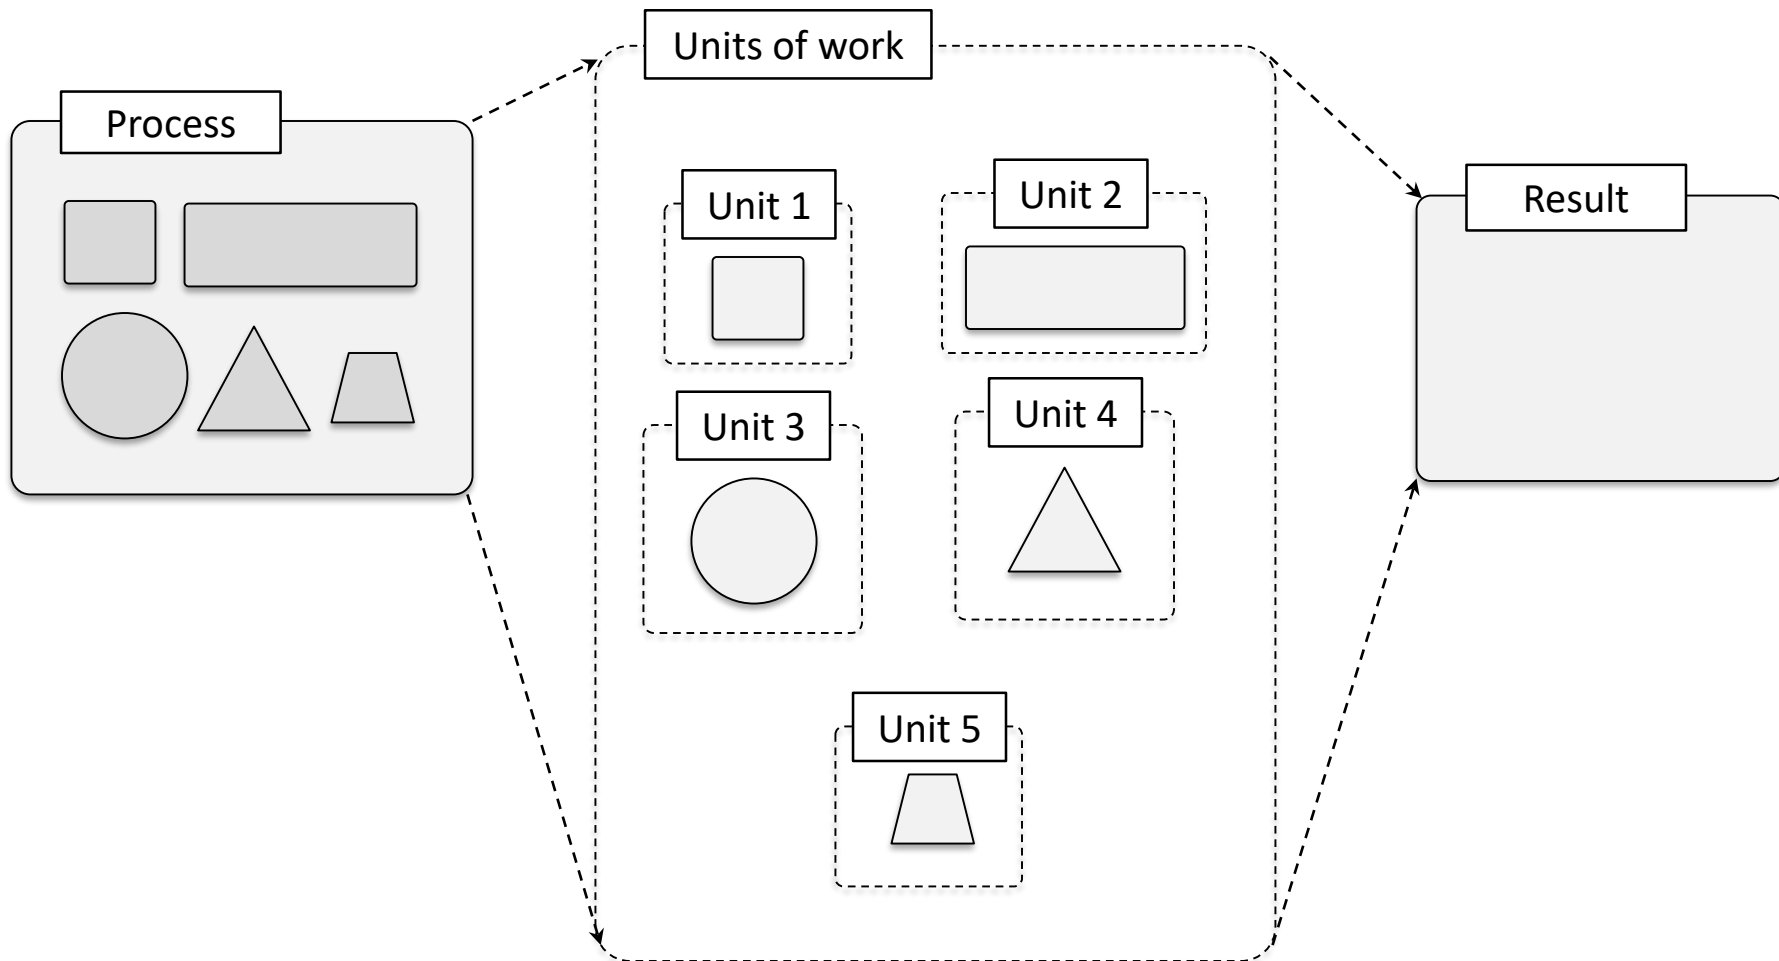 Units of work
Process
Unit 1
Unit 2
Result
Unit 3
Unit 4
Unit 5